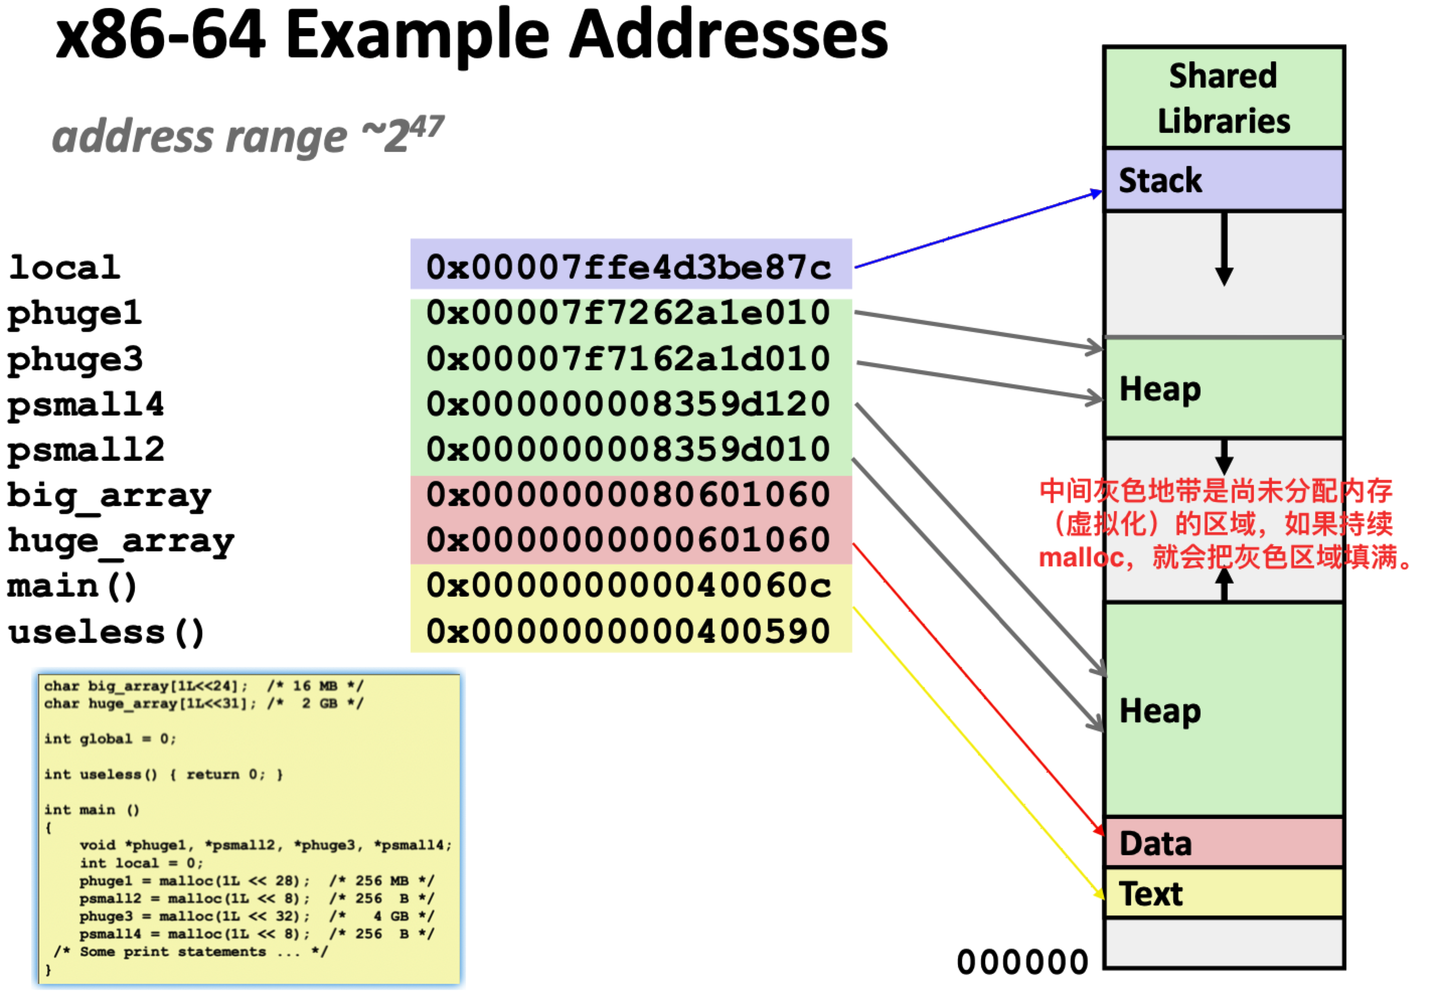 x86-64 Example Addresses
address range ~2^47
local 0x00007ffe4d3be87c
phuge1 0x00007f7262a1e010
phuge3 0x00007f7162a1d010
psmall4 0x000000008359d120
psmall2 0x000000008359d010
big_array 0x0000000080601060
huge_array 0x0000000000601060
main() 0x000000000040060c
useless() 0x0000000000400590
char big_array[1L<<24]; /* 16 MB */
char huge_array[1L<<31]; /* 2 GB */
int global = 0;
int useless() { return 0; }
int main ()
{
void *phuge1, *psmall2, *phuge3, *psmall4;
int local = 0;
phuge1 = malloc(1L << 28); /* 256 MB */
psmall2 = malloc(1L << 8); /* 256 B */
phuge3 = malloc(1L << 32); /* 4 GB */
psmall4 = malloc(1L << 8); /* 256 B */
/* Some print statements ... */
}
Shared
Libraries
Stack
Heap
中间灰色地带是尚未分配内存
（虚拟化）的区域，如果持续
malloc，就会把灰色区域填满。
Heap
Data
Text
000000